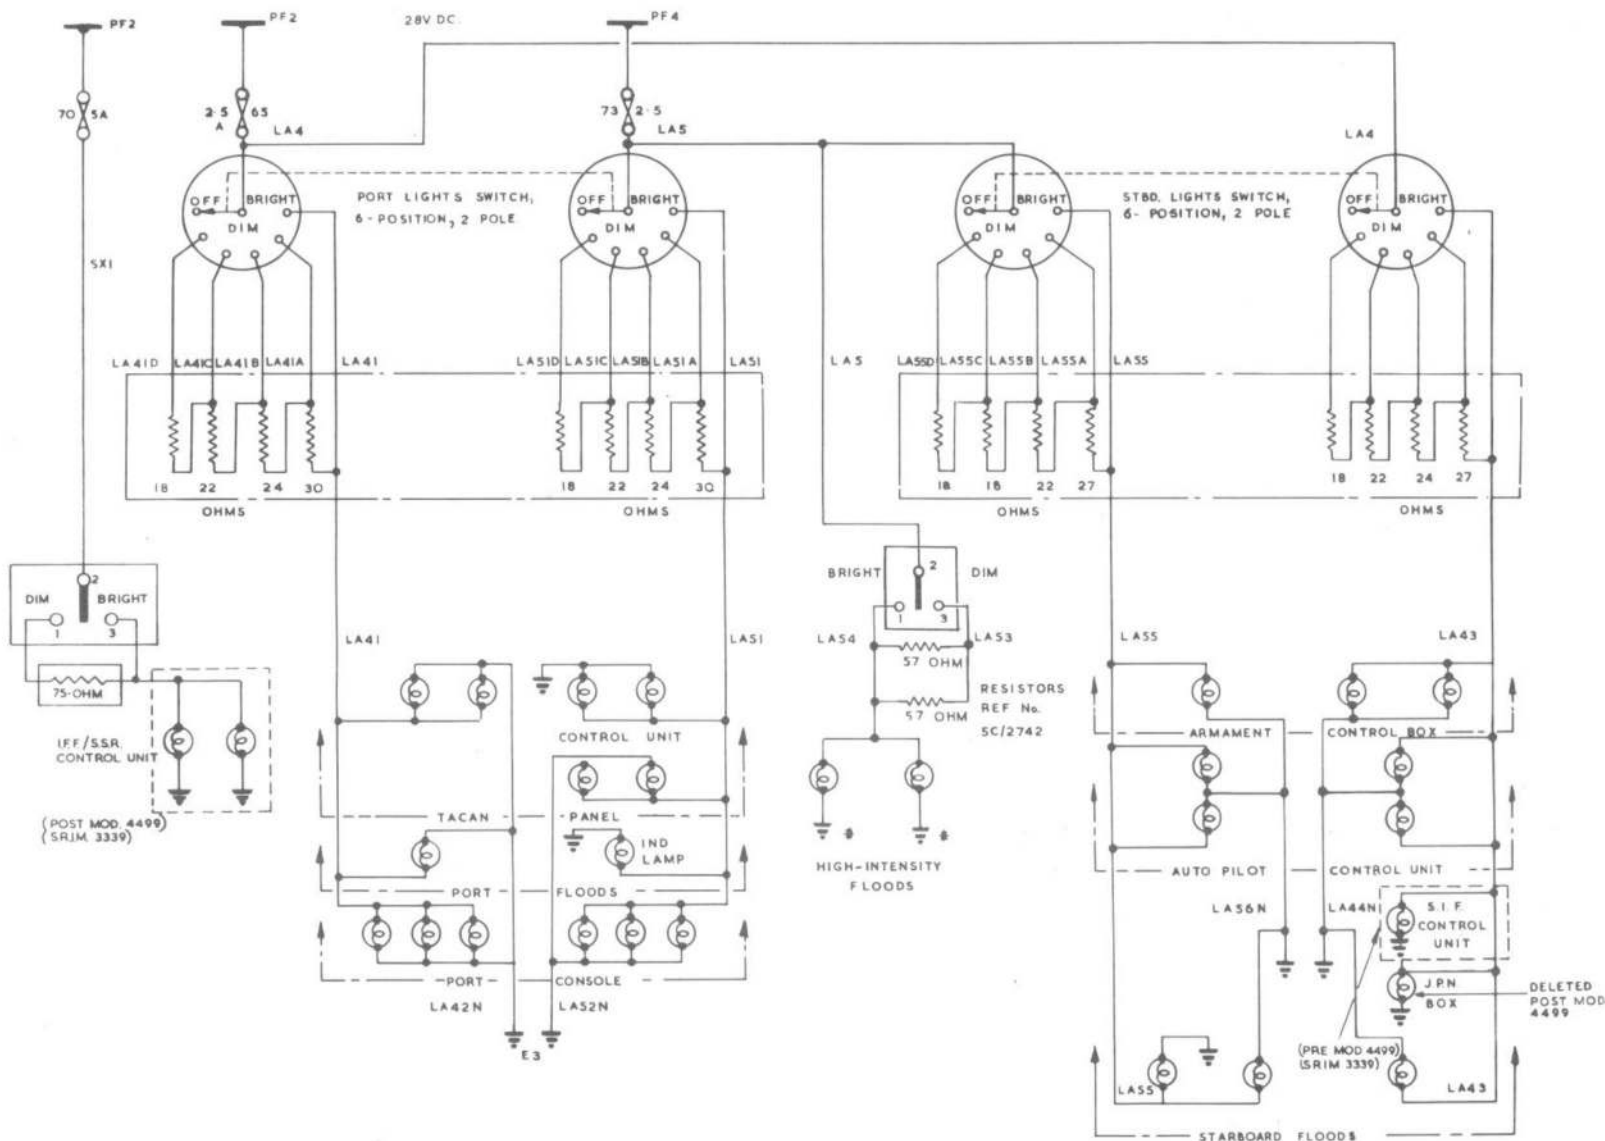 PF2
PF2
28V DC.
PF4
70 5A
2·5 65
A
LA4
73 2·5
LA5
LA4
OFF BRIGHT
DIM
PORT LIGHTS SWITCH,
6- POSITION, 2 POLE
OFF BRIGHT
DIM
OFF BRIGHT
DIM
STBD. LIGHTS SWITCH,
6- POSITION, 2 POLE
OFF BRIGHT
DIM
SX1
LA41D LA41C LA41B LA41A LA41
LA51D LA51C LA51B LA51A LA51
LA5
LA55D LA55C LA55B LA55A LA55
18 22 24 30
OHMS
18 22 24 30
OHMS
18 18 22 27
OHMS
18 22 24 27
OHMS
2
DIM BRIGHT
1 3
75-OHM
I.F.F./S.S.R.
CONTROL UNIT
(POST MOD. 4499)
(S.R.I.M. 3339)
LA41
LA51
CONTROL UNIT
TACAN PANEL
IND
LAMP
PORT FLOODS
PORT CONSOLE
LA42N LA52N
E3
BRIGHT 2 DIM
1 3
LA54 LA53
57 OHM
57 OHM
RESISTORS
REF No.
5C/2742
HIGH-INTENSITY
FLOODS
LA55
LA43
ARMAMENT CONTROL BOX
AUTO PILOT CONTROL UNIT
LA56N LA44N
S.I.F.
CONTROL
UNIT
J.P.N
BOX
DELETED
POST MOD
4499
(PRE MOD 4499)
(SRIM 3339)
LA55
LA43
STARBOARD FLOODS